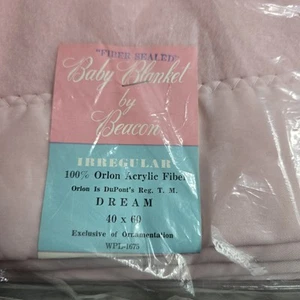 "FIBER SEALED"
Baby Blanket
by
Beacon
IRREGULAR
100% Orlon Acrylic Fiber
Orlon Is DuPont's Reg. T. M.
DREAM
40 x 60
Exclusive of Ornamentation
WPL-1675